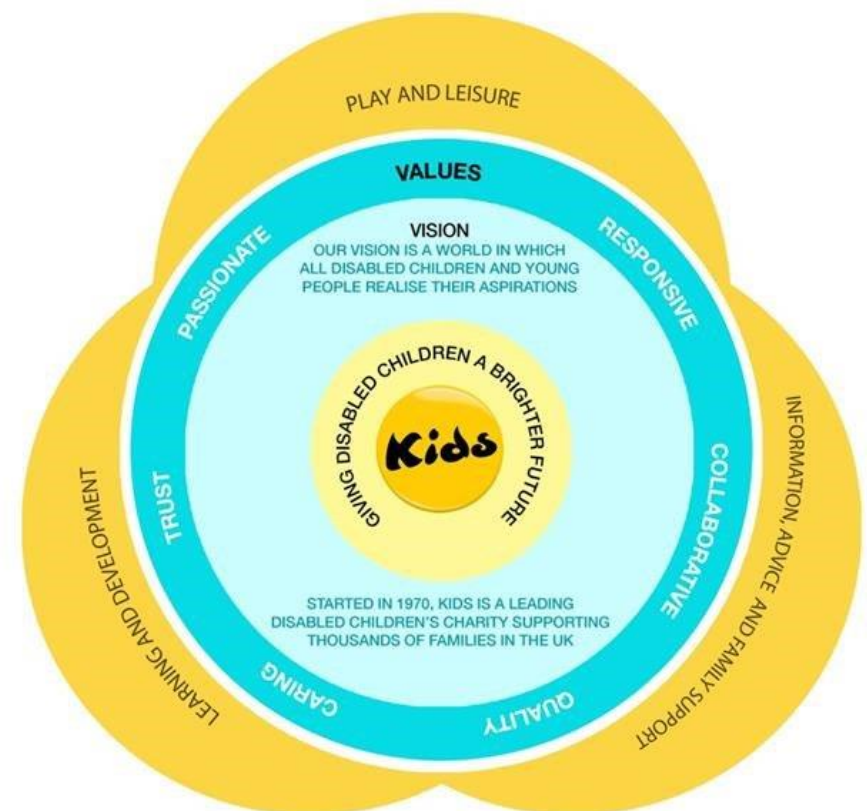 PLAY AND LEISURE
VALUES
PASSIONATE
RESPONSIVE
VISION
OUR VISION IS A WORLD IN WHICH
ALL DISABLED CHILDREN AND YOUNG
PEOPLE REALISE THEIR ASPIRATIONS
GIVING DISABLED CHILDREN A BRIGHTER FUTURE
Kids
TRUST
COLLABORATIVE
LEARNING AND DEVELOPMENT
INFORMATION, ADVICE AND FAMILY SUPPORT
STARTED IN 1970, KIDS IS A LEADING
DISABLED CHILDREN'S CHARITY SUPPORTING
THOUSANDS OF FAMILIES IN THE UK
CARING
QUALITY